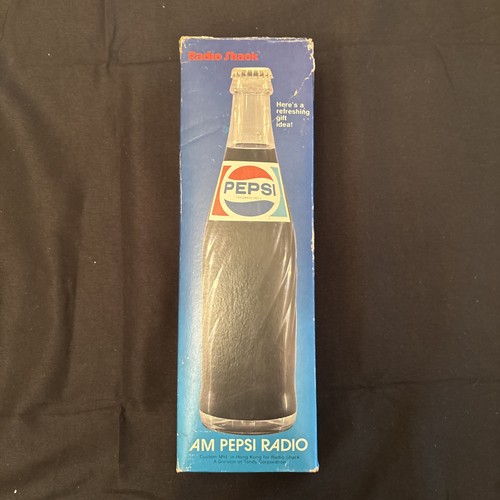 Radio Shack
Here's a
refreshing
gift
idea!
PEPSI
AM PEPSI RADIO
Custom Mfd. in Hong Kong for Radio Shack
A Division of Tandy Corporation